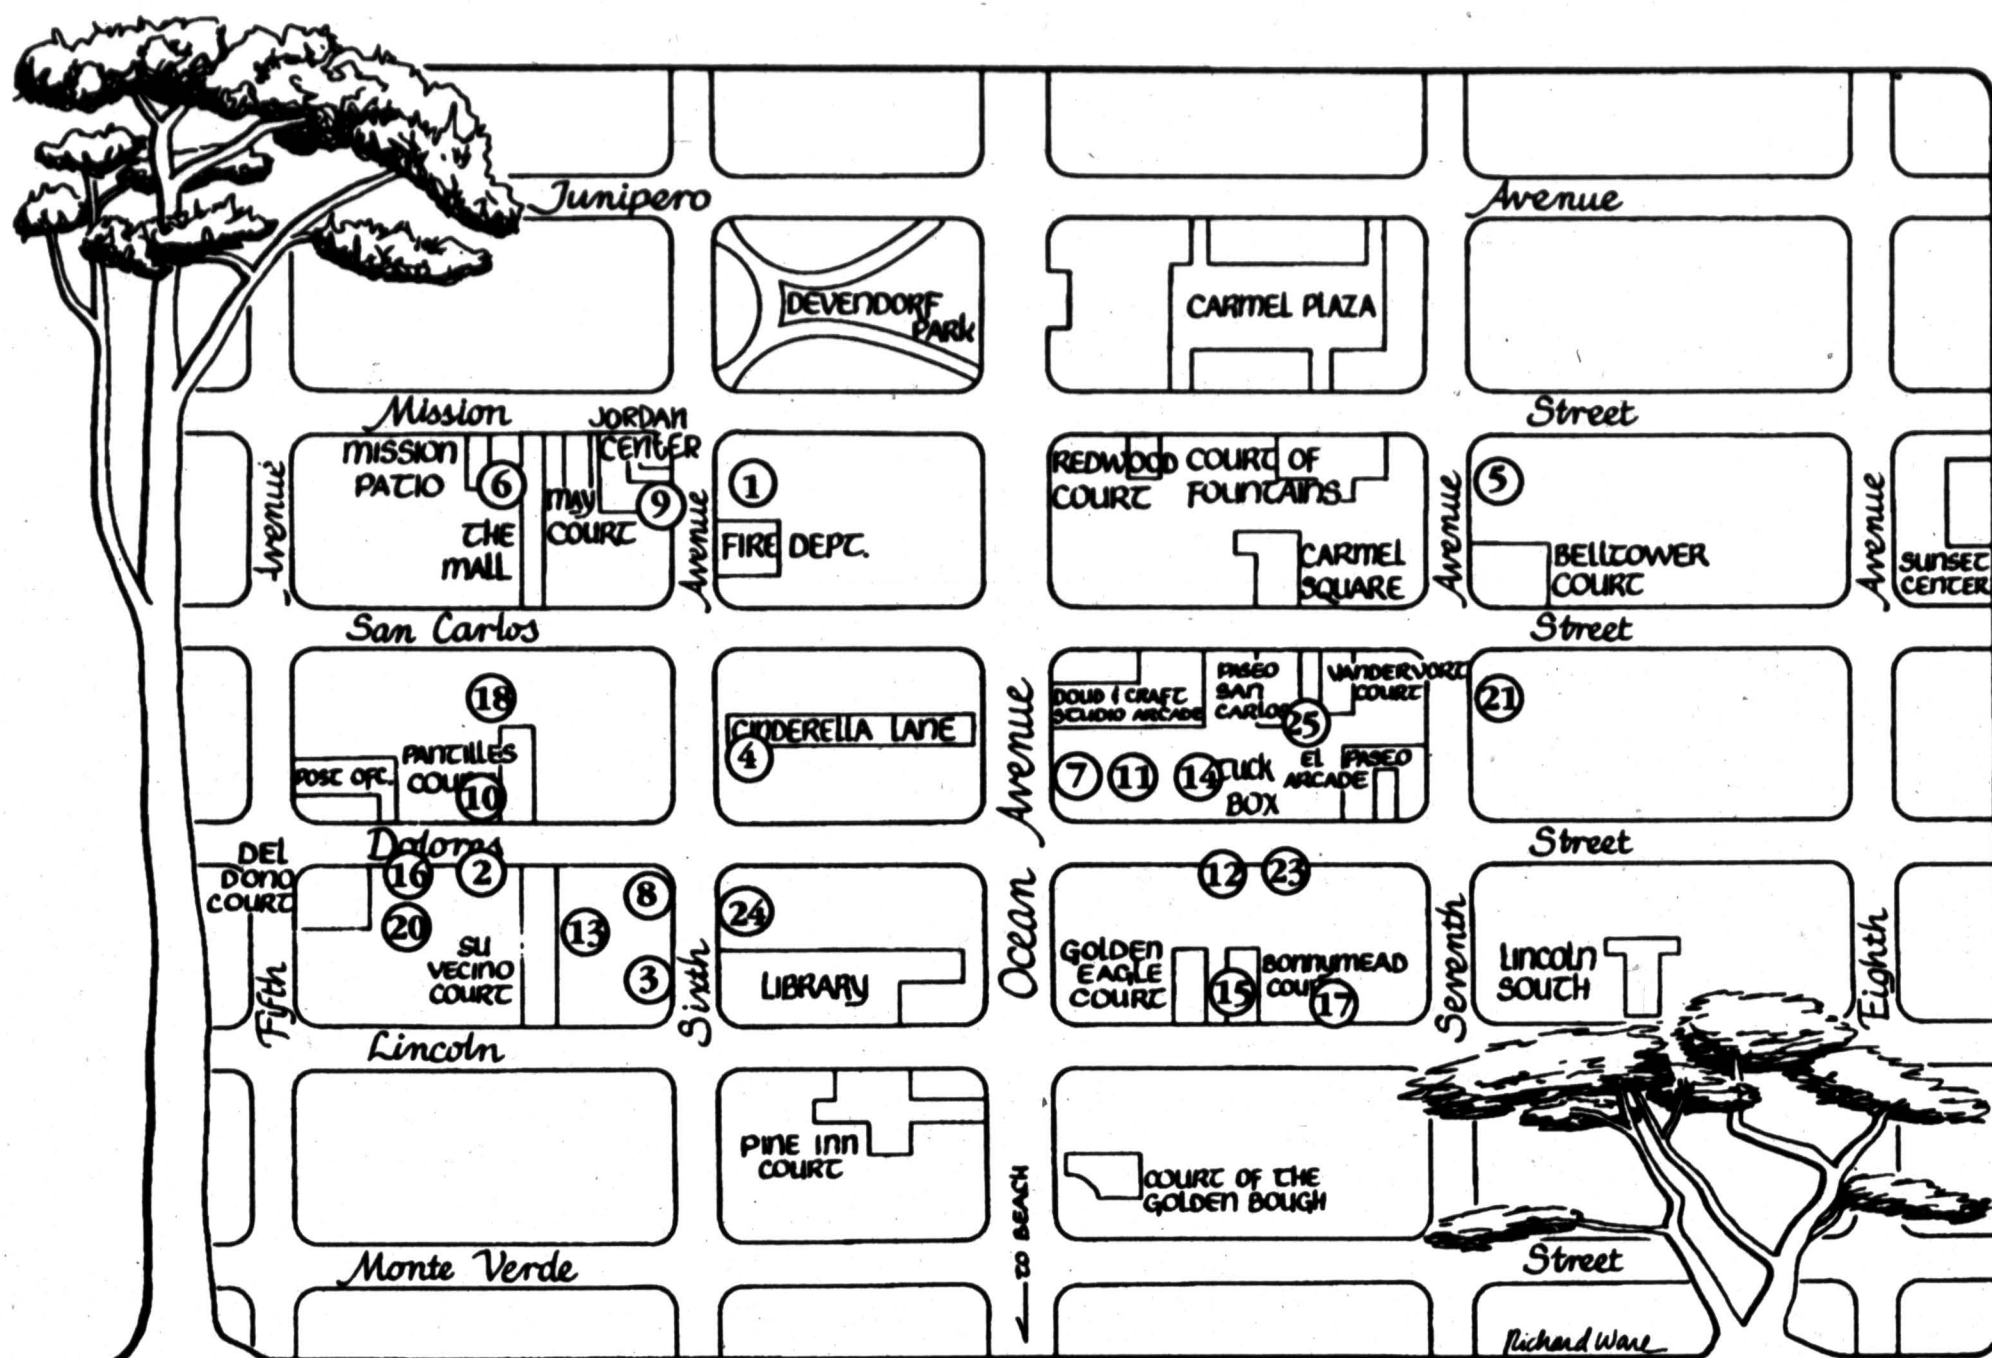 Junipero
Avenue
DEVENDORF
PARK
CARMEL PLAZA
Mission
Street
MISSION
PATIO
6
THE
MALL
MAY
COURT
JORDAN
CENTER
9
Avenue
Avenue
1
FIRE DEPT.
REDWOOD
COURT
COURT OF
FOUNTAINS
CARMEL
SQUARE
Avenue
5
BELLTOWER
COURT
Avenue
SUNSET
CENTER
San Carlos
Street
18
POST OFC.
PANTILLES
COURT
10
CINDERELLA LANE
4
Ocean Avenue
DOUD & CRAFT
STUDIO ARCADE
PASEO
SAN
CARLOS
25
VANDERVORT
COURT
7
11
14
TUCK
BOX
EL PASEO
ARCADE
21
Dolores
Street
DEL
DONO
COURT
16
2
20
SU
VECINO
COURT
13
8
3
Fifth
Sixth
24
LIBRARY
12
23
GOLDEN
EAGLE
COURT
15
BONNYMEAD
COURT
17
Seventh
LINCOLN
SOUTH
Eighth
Lincoln
PINE INN
COURT
TO BEACH
COURT OF THE
GOLDEN BOUGH
Monte Verde
Street
Richard Ware